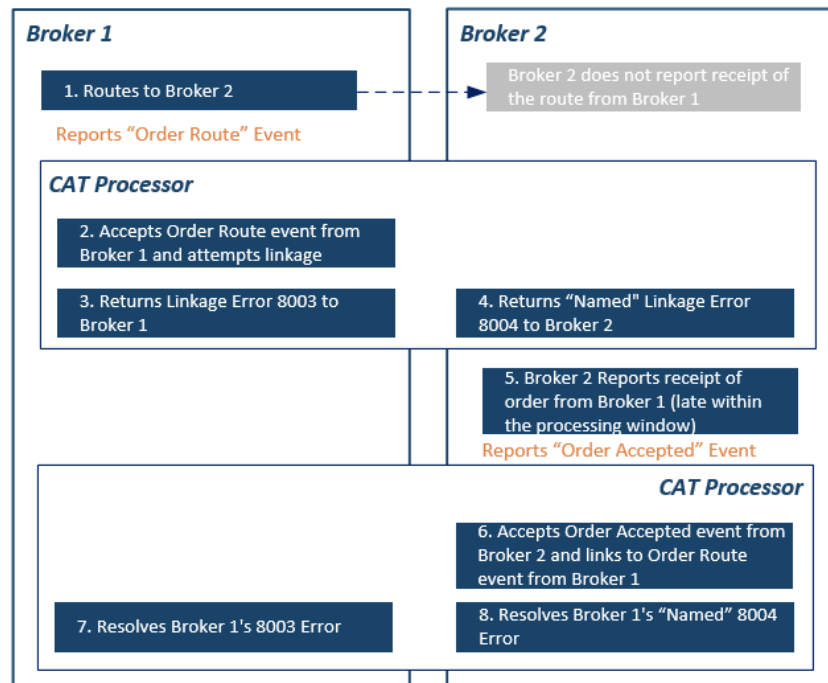 Broker 1
Broker 2
1. Routes to Broker 2
Broker 2 does not report receipt of
the route from Broker 1
Reports “Order Route” Event
CAT Processor
2. Accepts Order Route event from
Broker 1 and attempts linkage
3. Returns Linkage Error 8003 to
Broker 1
4. Returns “Named" Linkage Error
8004 to Broker 2
5. Broker 2 Reports receipt of
order from Broker 1 (late within
the processing window)
Reports “Order Accepted” Event
CAT Processor
6. Accepts Order Accepted event from
Broker 2 and links to Order Route
event from Broker 1
7. Resolves Broker 1's 8003 Error
8. Resolves Broker 1's “Named” 8004
Error